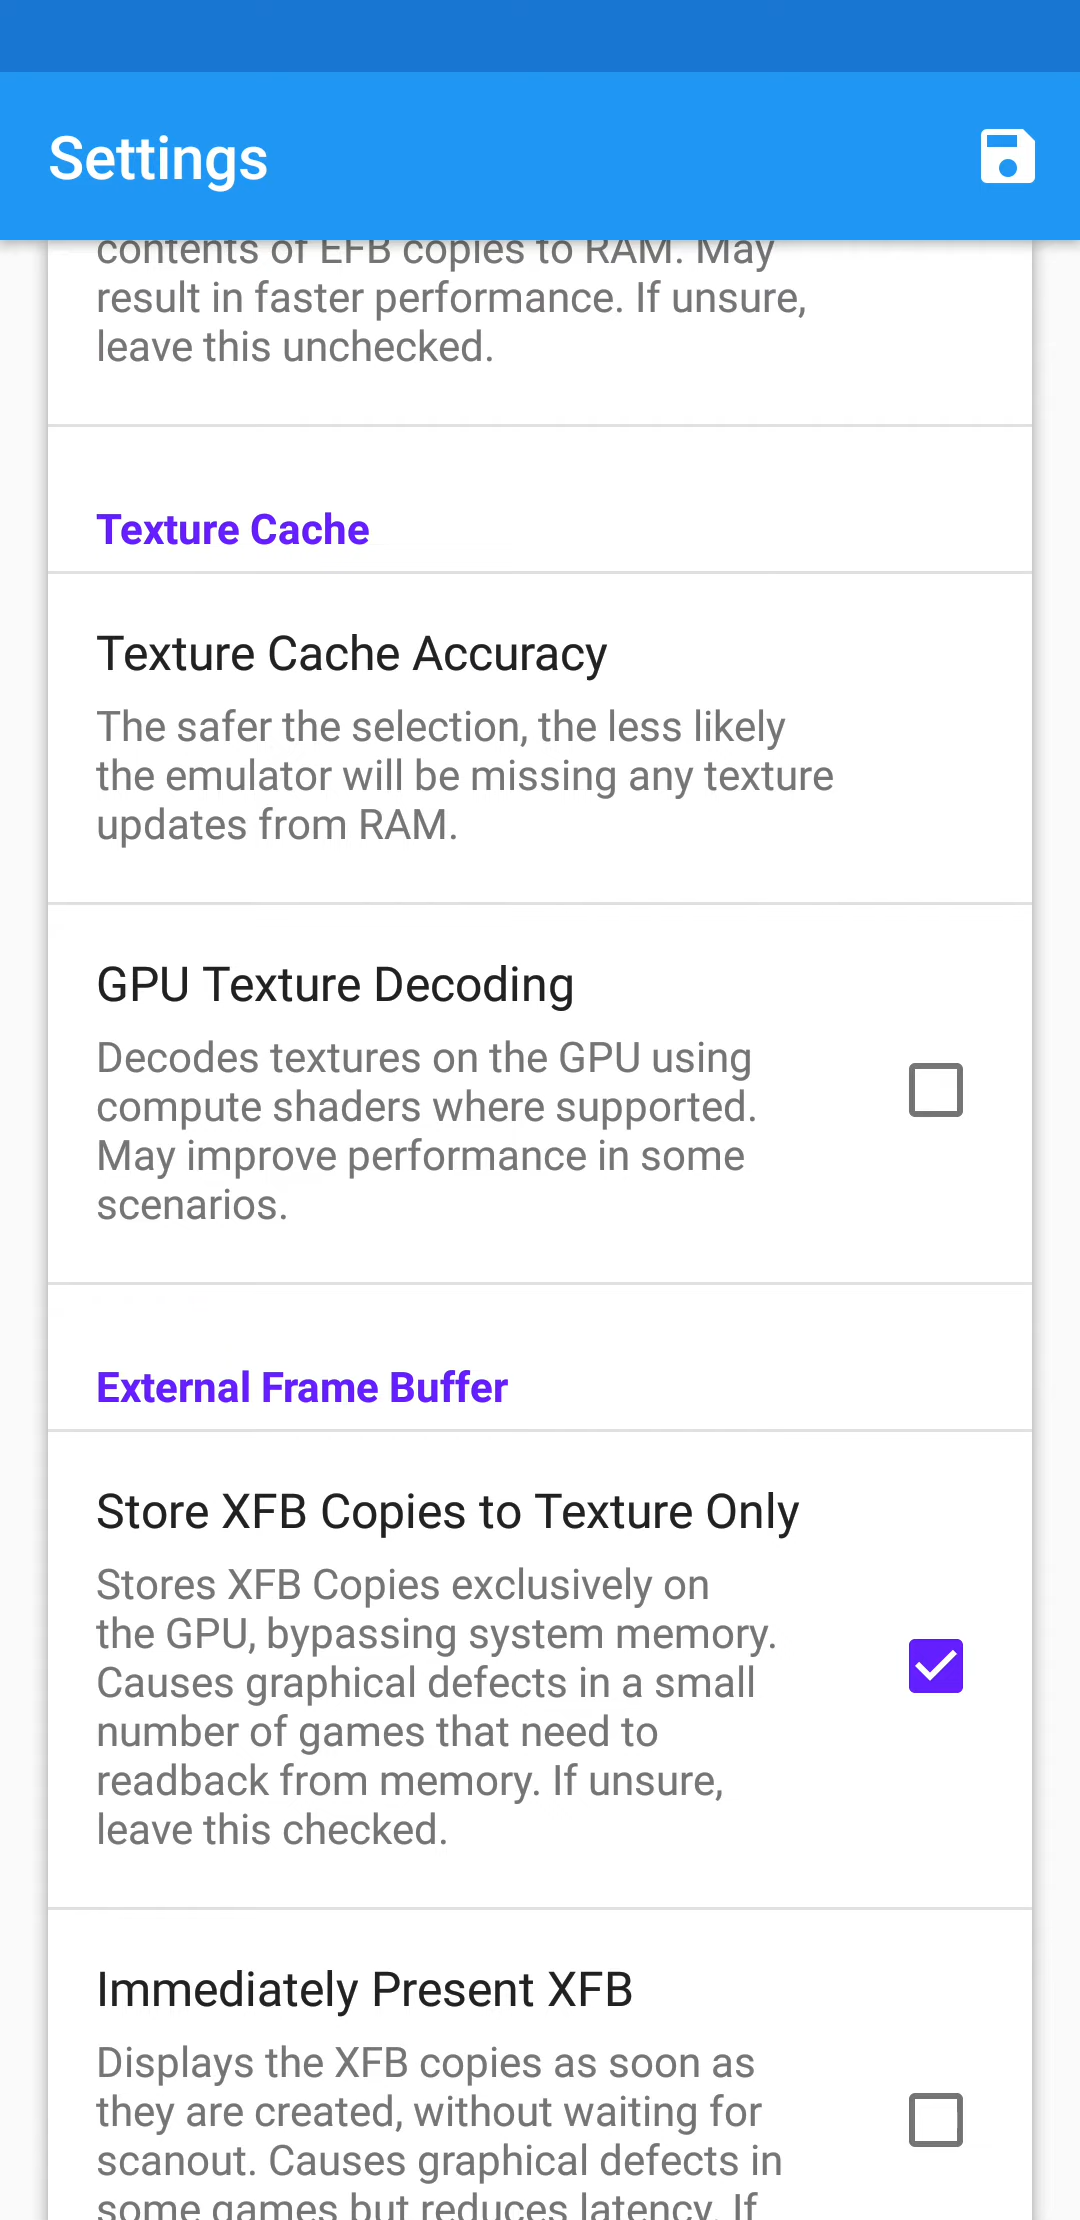 Settings
contents of EFB copies to RAM. May
result in faster performance. If unsure,
leave this unchecked.
Texture Cache
Texture Cache Accuracy
The safer the selection, the less likely
the emulator will be missing any texture
updates from RAM.
GPU Texture Decoding
Decodes textures on the GPU using
compute shaders where supported.
May improve performance in some
scenarios.
External Frame Buffer
Store XFB Copies to Texture Only
Stores XFB Copies exclusively on
the GPU, bypassing system memory.
Causes graphical defects in a small
number of games that need to
readback from memory. If unsure,
leave this checked.
Immediately Present XFB
Displays the XFB copies as soon as
they are created, without waiting for
scanout. Causes graphical defects in
some games but reduces latency. If